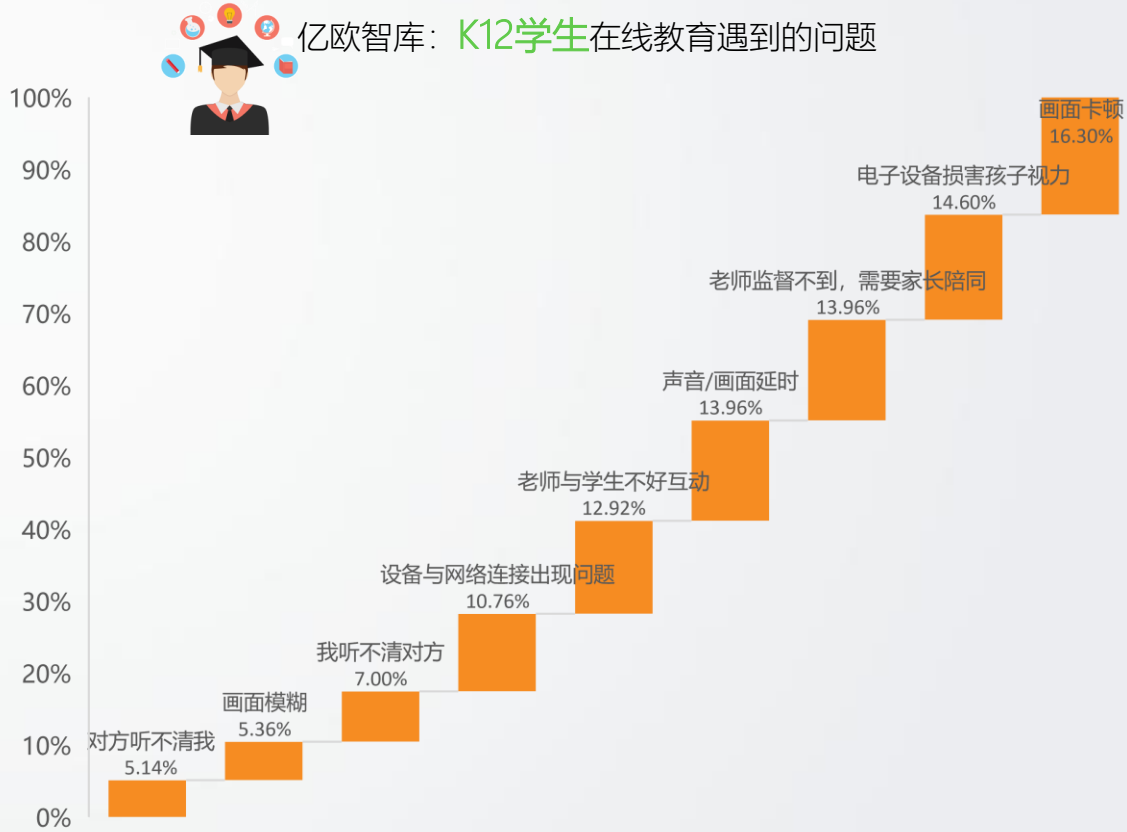 亿欧智库：K12学生在线教育遇到的问题
100%
90%
80%
70%
60%
50%
40%
30%
20%
10%
0%
对方听不清我
5.14%
画面模糊
5.36%
我听不清对方
7.00%
设备与网络连接出现问题
10.76%
老师与学生不好互动
12.92%
声音/画面延时
13.96%
老师监督不到，需要家长陪同
13.96%
电子设备损害孩子视力
14.60%
画面卡顿
16.30%